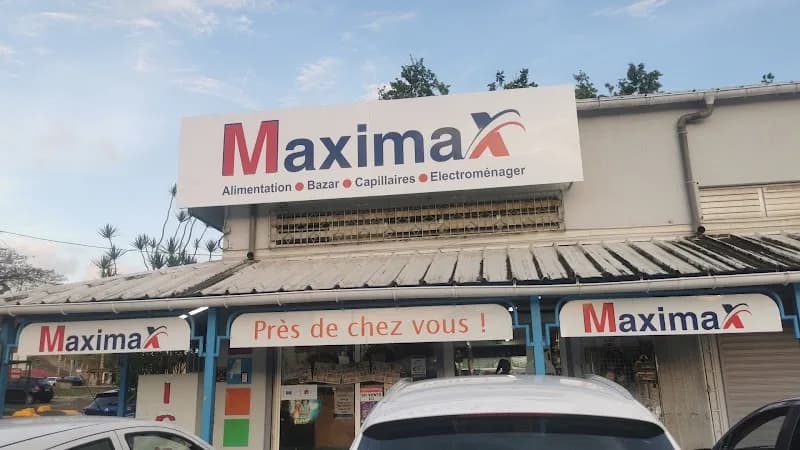 Maximax
Alimentation • Bazar • Capillaires • Electroménager
Maximax
Près de chez vous !
Maximax